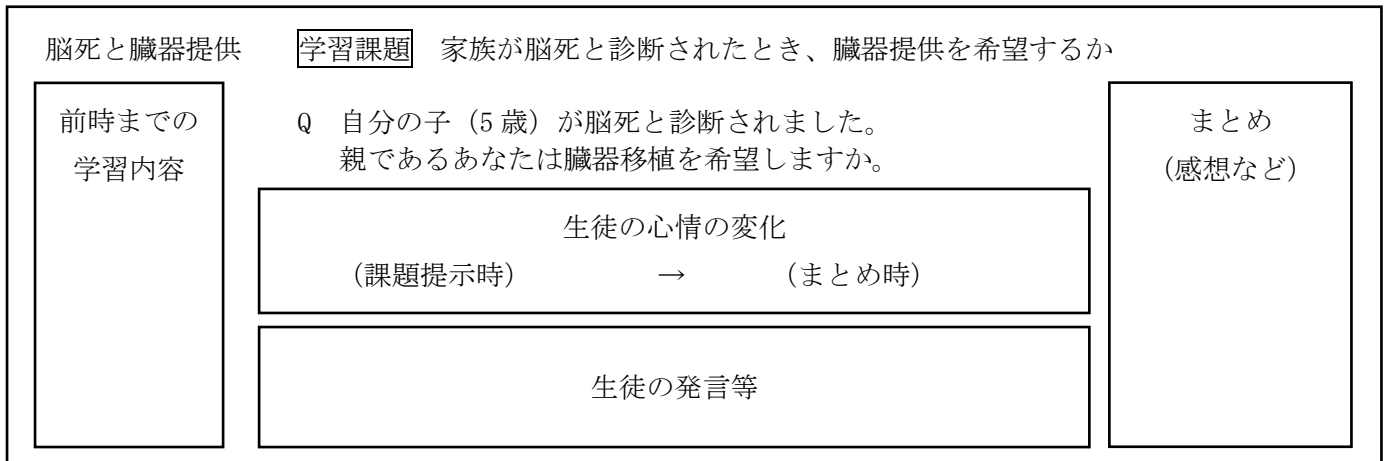 脳死と臓器提供　学習課題　家族が脳死と診断されたとき、臓器提供を希望するか
前時までの
学習内容
Q　自分の子（5歳）が脳死と診断されました。
親であるあなたは臓器移植を希望しますか。
生徒の心情の変化
（課題提示時）　→　（まとめ時）
生徒の発言等
まとめ
（感想など）